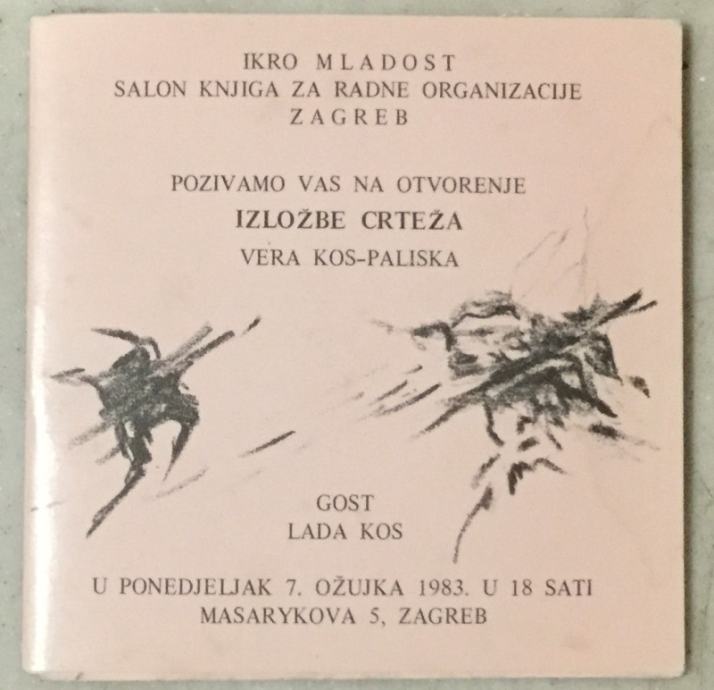 IKRO MLADOST
SALON KNJIGA ZA RADNE ORGANIZACIJE
ZAGREB
POZIVAMO VAS NA OTVORENJE
IZLOŽBE CRTEŽA
VERA KOS-PALISKA
GOST
LADA KOS
U PONEDJELJAK 7. OŽUJKA 1983. U 18 SATI
MASARYKOVA 5, ZAGREB